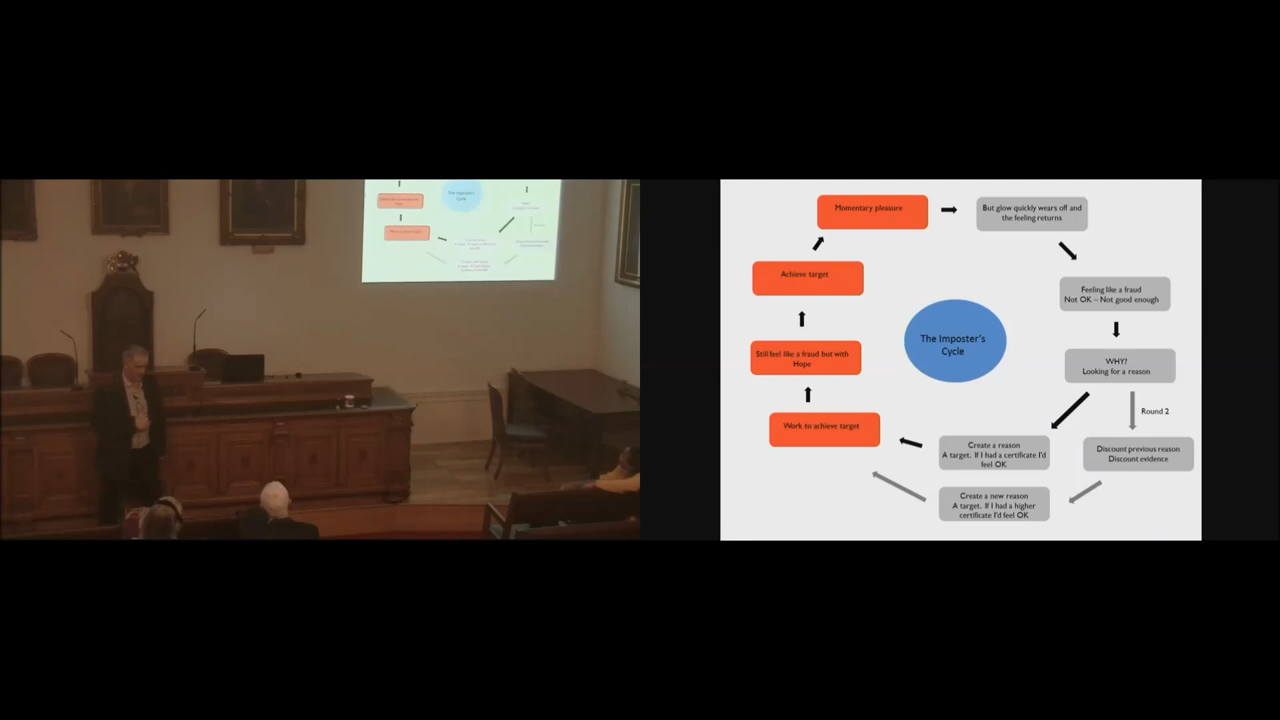 Momentary pleasure
But glow quickly wears off and
the feeling returns
Achieve target
Feeling like a fraud
Not OK – Not good enough
The Imposter's
Cycle
Still feel like a fraud but with
Hope
WHY?
Looking for a reason
Round 2
Work to achieve target
Create a reason
A target. If I had a certificate I'd
feel OK
Discount previous reason
Discount evidence
Create a new reason
A target. If I had a higher
certificate I'd feel OK
The Imposter's
Cycle